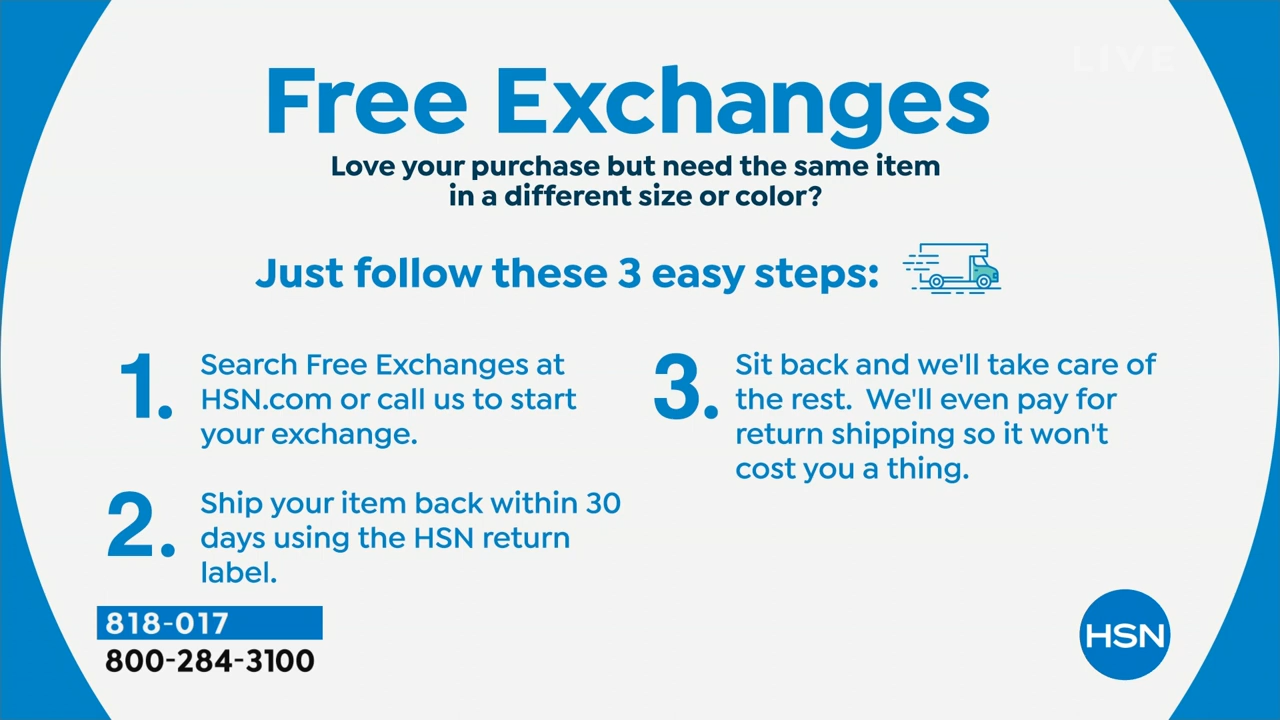 LIVE
Free Exchanges
Love your purchase but need the same item
in a different size or color?
Just follow these 3 easy steps:
1. Search Free Exchanges at
HSN.com or call us to start
your exchange.
2. Ship your item back within 30
days using the HSN return
label.
3. Sit back and we'll take care of
the rest. We'll even pay for
return shipping so it won't
cost you a thing.
818-017
800-284-3100
HSN